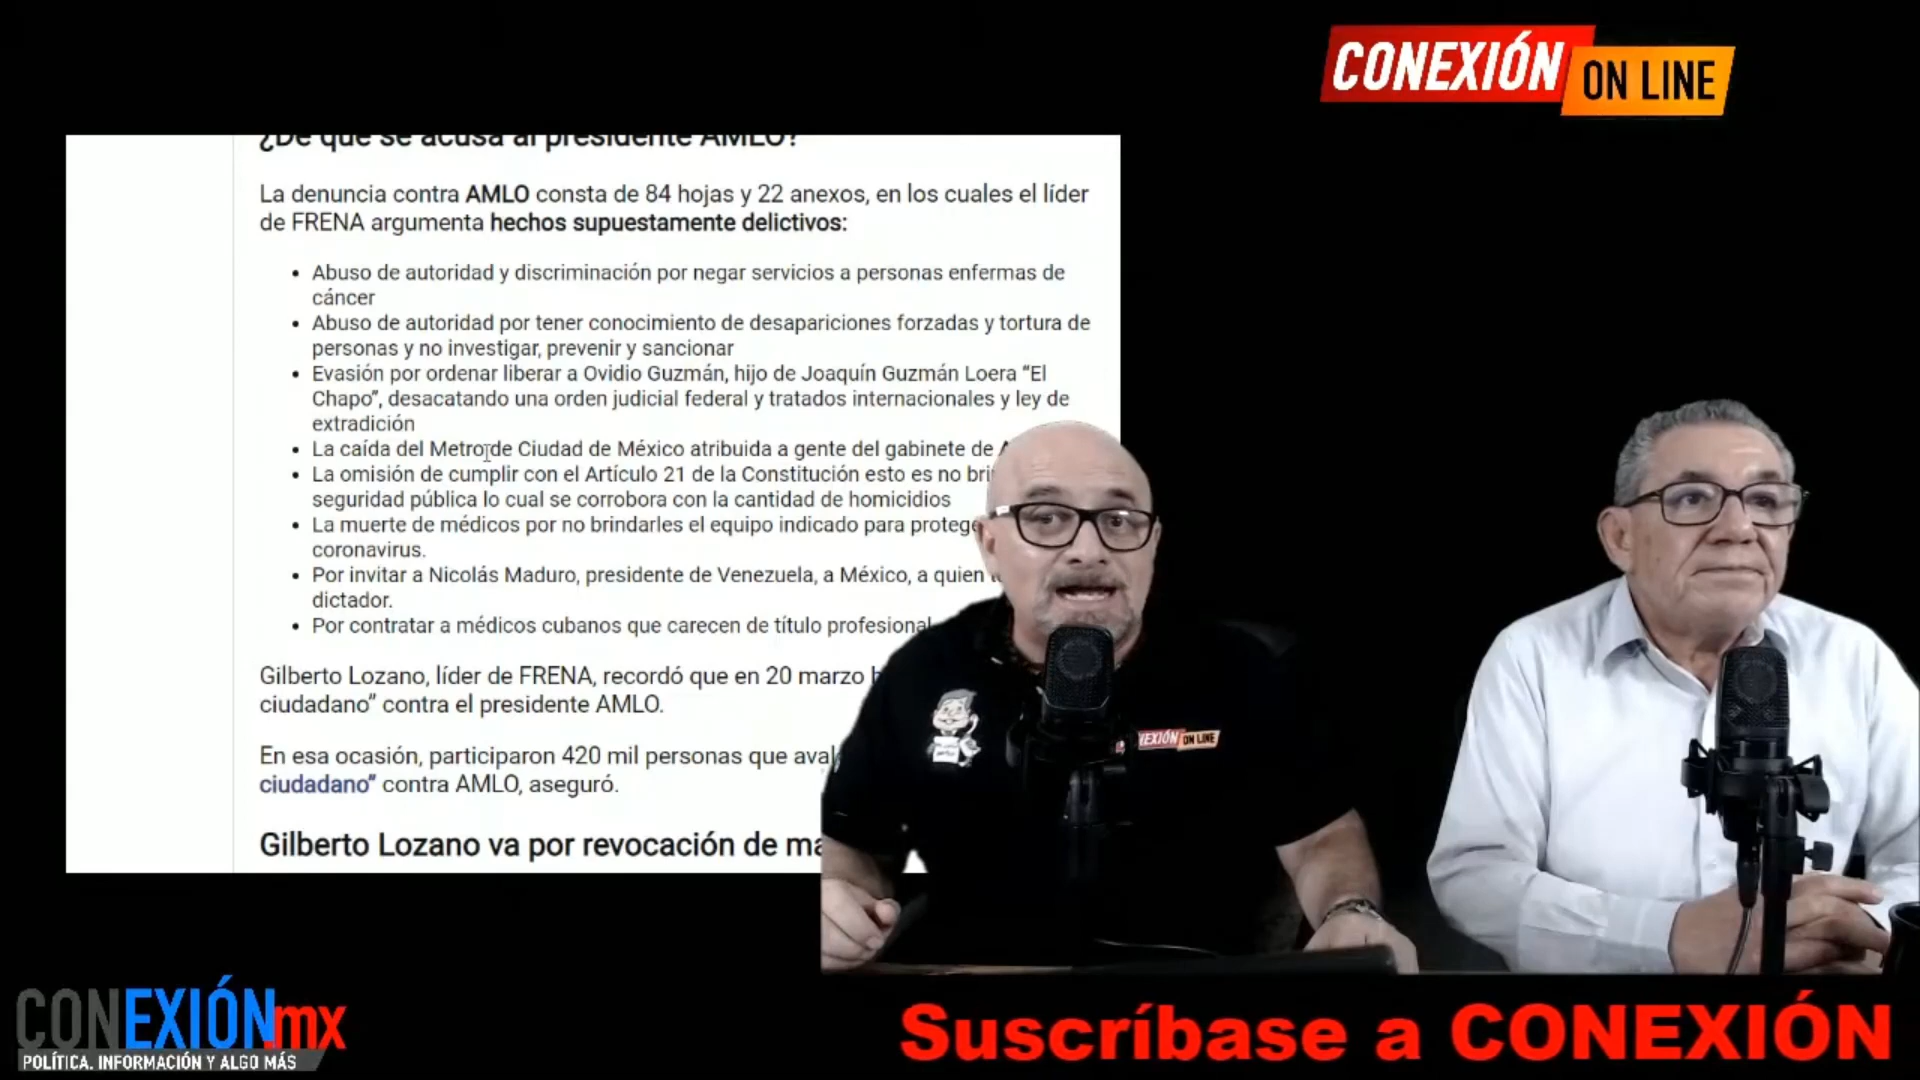 CONEXIÓN
ON LINE
¿De qué se acusa al presidente AMLO?
La denuncia contra AMLO consta de 84 hojas y 22 anexos, en los cuales el líder
de FRENA argumenta hechos supuestamente delictivos:
• Abuso de autoridad y discriminación por negar servicios a personas enfermas de
cáncer
• Abuso de autoridad por tener conocimiento de desapariciones forzadas y tortura de
personas y no investigar, prevenir y sancionar
• Evasión por ordenar liberar a Ovidio Guzmán, hijo de Joaquín Guzmán Loera “El
Chapo”, desacatando una orden judicial federal y tratados internacionales y ley de
extradición
• La caída del Metro de Ciudad de México atribuida a gente del gabinete de
• La omisión de cumplir con el Artículo 21 de la Constitución esto es no
seguridad pública lo cual se corrobora con la cantidad de homicidios
• La muerte de médicos por no brindarles el equipo indicado para
coronavirus.
• Por invitar a Nicolás Maduro, presidente de Venezuela, a México, a quien
dictador.
• Por contratar a médicos cubanos que carecen de título profesional
Gilberto Lozano, líder de FRENA, recordó que en 20 marzo
ciudadano” contra el presidente AMLO.
En esa ocasión, participaron 420 mil personas que
ciudadano” contra AMLO, aseguró.
Gilberto Lozano va por revocación de
ON LINE
CONEXIÓN.mx
POLÍTICA, INFORMACIÓN Y ALGO MÁS
Suscríbase a CONEXIÓN